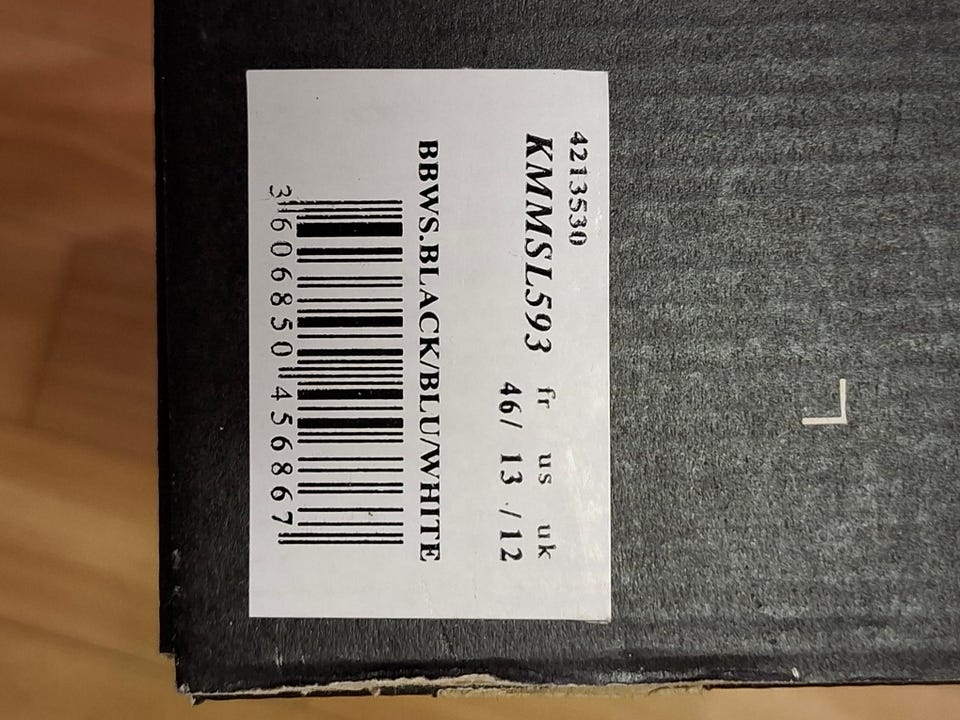 4213530
KMMSL593
fr us uk
46/ 13 /12
BBWS.BLACK/BLU/WHITE
3 606850 456867